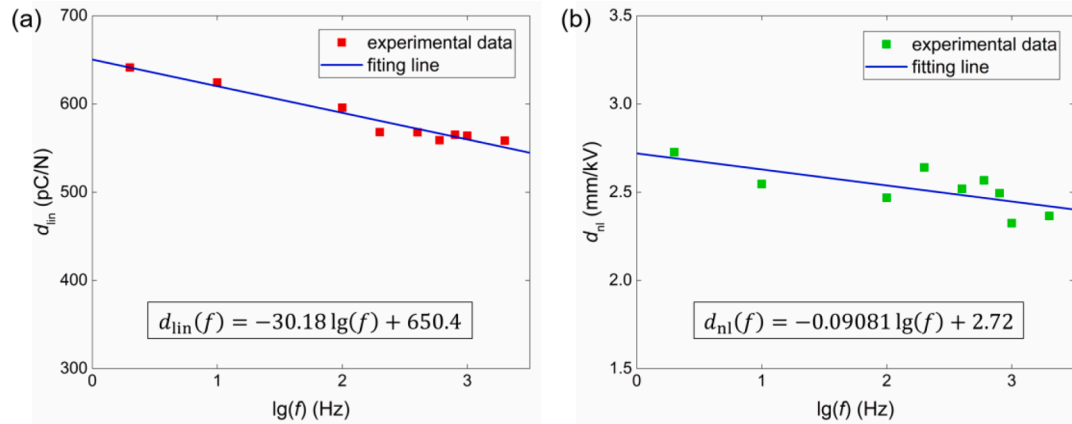 (a)
700
600
500
400
300
d_lin (pC/N)
experimental data
fiting line
d_lin(f) = −30.18 lg(f) + 650.4
0 1 2 3
lg(f) (Hz)
(b)
3.5
3.0
2.5
2.0
1.5
d_nl (mm/kV)
experimental data
fitting line
d_nl(f) = −0.09081 lg(f) + 2.72
0 1 2 3
lg(f) (Hz)